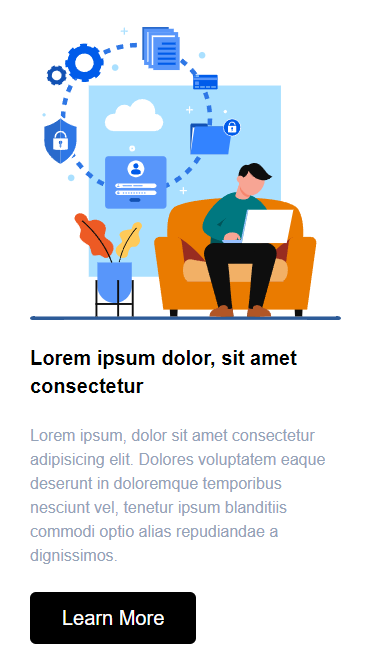 Lorem ipsum dolor, sit amet
consectetur
Lorem ipsum, dolor sit amet consectetur
adipisicing elit. Dolores voluptatem eaque
deserunt in doloremque temporibus
nesciunt vel, tenetur ipsum blanditiis
commodi optio alias repudiandae a
dignissimos.
Learn More